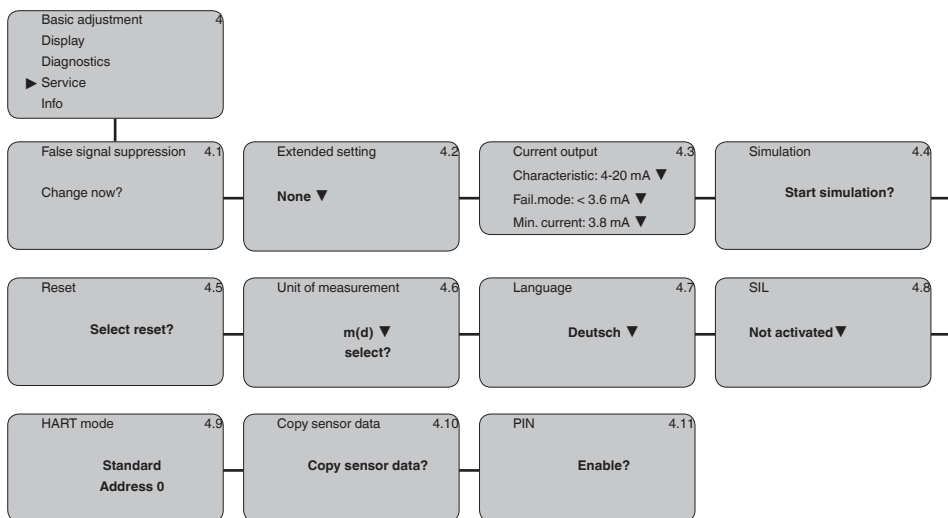 Basic adjustment 4
Display
Diagnostics
▶ Service
Info
False signal suppression 4.1
Change now?
Extended setting 4.2
None ▼
Current output 4.3
Characteristic: 4-20 mA ▼
Fail.mode: < 3.6 mA ▼
Min. current: 3.8 mA ▼
Simulation 4.4
Start simulation?
Reset 4.5
Select reset?
Unit of measurement 4.6
m(d) ▼
select?
Language 4.7
Deutsch ▼
SIL 4.8
Not activated ▼
HART mode 4.9
Standard
Address 0
Copy sensor data 4.10
Copy sensor data?
PIN 4.11
Enable?